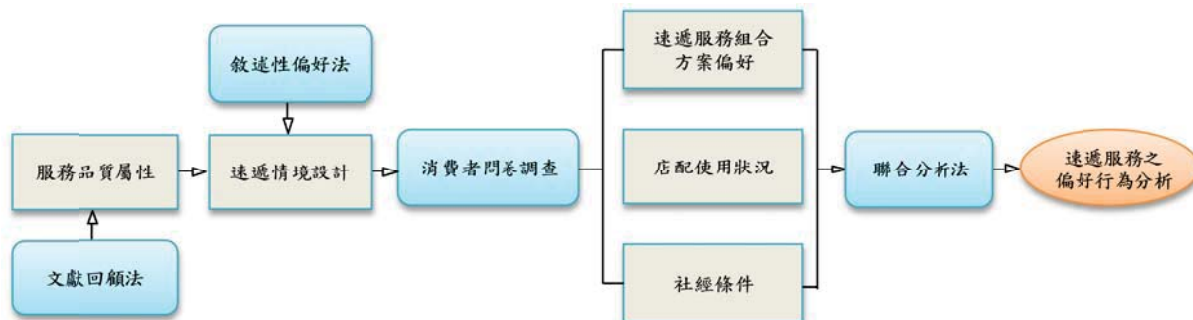 敘述性偏好法
服務品質屬性
文獻回顧法
速遞情境設計
消費者問卷調查
速遞服務組合
方案偏好
店配使用狀況
社經條件
聯合分析法
速遞服務之
偏好行為分析